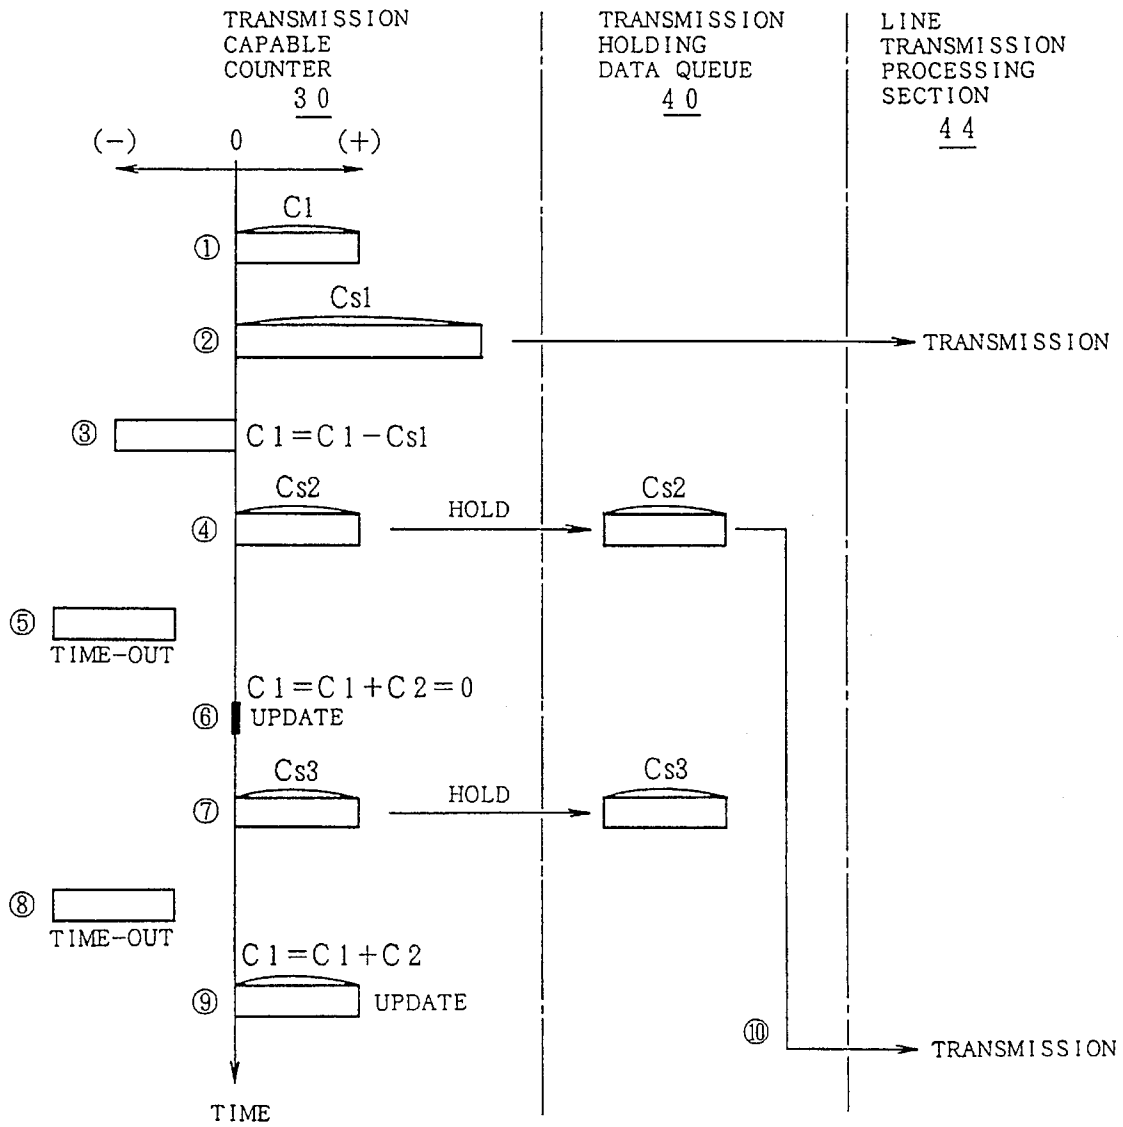 TRANSMISSION
CAPABLE
COUNTER
30
TRANSMISSION
HOLDING
DATA QUEUE
40
LINE
TRANSMISSION
PROCESSING
SECTION
44
(-) 0 (+)
C1
①
Cs1
② TRANSMISSION
③ C1=C1-Cs1
Cs2 HOLD Cs2
④
⑤
TIME-OUT
C1=C1+C2=0
⑥ UPDATE
Cs3 HOLD Cs3
⑦
⑧
TIME-OUT
C1=C1+C2
⑨ UPDATE
⑩ TRANSMISSION
TIME